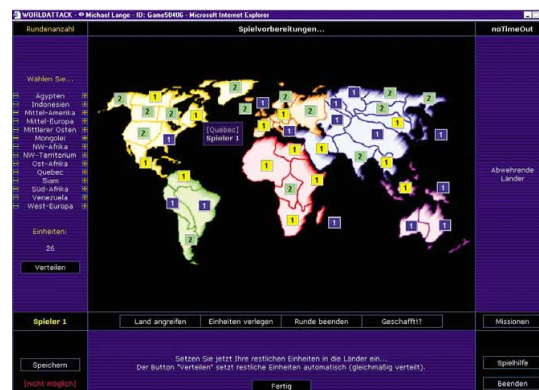 WORLDATTACK - © Michael Lange - ID: Game50406 - Microsoft Internet Explorer
Rundenanzahl
Spielvorbereitungen...
noTimeOut
Wählen Sie...
Ägypten
Indonesien
Mittel-Amerika
Mittel-Europa
Mittlerer Osten
Mongolei
NW-Afrika
NW-Territorium
Ost-Afrika
Quebec
Siam
Süd-Afrika
Venezuela
West-Europa
Einheiten:
26
Verteilen
[Quebec]
Spieler 1
Abwehrende
Länder
Spieler 1
Land angreifen
Einheiten verlegen
Runde beenden
Geschafft!?
Missionen
Speichern
[nicht möglich]
Setzen Sie jetzt Ihre restlichen Einheiten in die Länder ein...
Der Button "Verteilen" setzt restliche Einheiten automatisch (gleichmäßig verteilt).
Fertig
Spielhilfe
Beenden